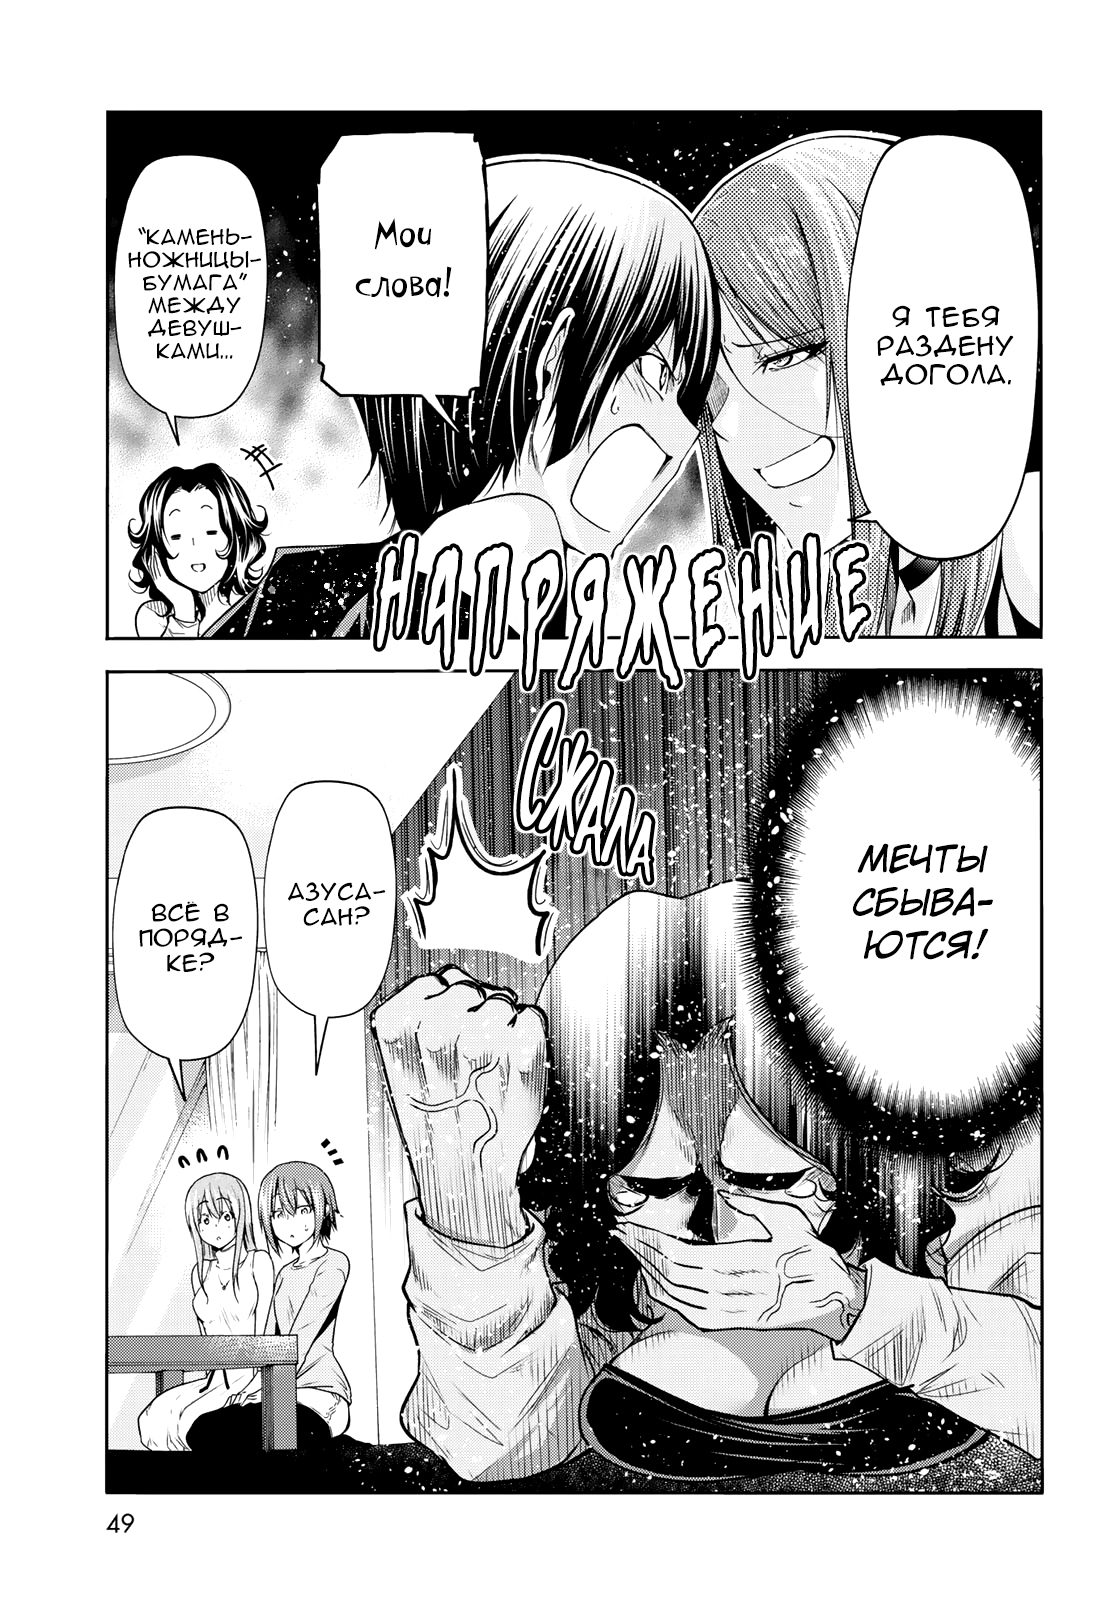 Я ТЕБЯ
РАЗДЕНУ
ДОГОЛА.
Мои
слова!
"КАМЕНЬ-
НОЖНИЦЫ-
БУМАГА"
МЕЖДУ
ДЕВУШ-
КАМИ...
НАПРЯЖЕНИЕ
МЕЧТЫ
СБЫВА-
ЮТСЯ!
СЖАЛА
АЗУСА-
САН?
ВСЁ В
ПОРЯД-
КЕ?
49